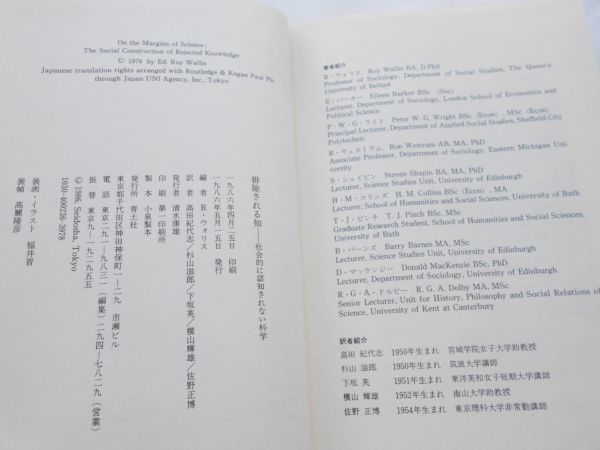 On the Margins of Science:
The Social Construction of Rejected Knowledge
© 1979 by Ed. Roy Wallis
Japanese translation rights arranged with Routledge & Kegan Paul Plc
through Japan UNI Agency, Inc., Tokyo
排除される知―社会的に認知されない科学
一九八六年四月二五日 印刷
一九八六年五月一五日 発行
編者 R・ウォリス
訳者 高田紀代志/杉山滋郎/下坂英/横山輝雄/佐野正博
発行者 清水康雄
印刷 第一印刷所
製本 小泉製本
発行所 青土社
東京都千代田区神田神保町一―二九 市瀬ビル
電話 東京二九一―九八三一(編集)二九四―七八二九(営業)
振替 東京九―一九二九五五
© 1986, Seidosha, Tokyo
1030-400236-3978
装画・イラスト 福井晋
装幀 高麗隆彦
著者紹介
R・ウォリス Roy Wallis BA, D.Phil
Professor of Sociology, Department of Social Studies, The Queen's
University of Belfast
E・バーカー Eileen Barker BSc (Soc)
Lecturer, Department of Sociology, London School of Economics and
Political Science
P・W・G・ライト Peter W. G. Wright BSc (Econ), MSc (Econ)
Principal Lecturer, Department of Applied Social Studies, Sheffield City
Polytechnic
R・ウェストラム Ron Westrum AB, MA, PhD
Associate Professor, Department of Sociology, Eastern Michigan
University
S・シェイピン Steven Shapin BA, MA, PhD
Lecturer, Science Studies Unit, University of Edinburgh
H・M・コリンズ H. M. Collins BSc (Econ), MA
Lecturer, School of Humanities and Social Sciences, University of Bath
T・J・ピンチ T. J. Pinch BSc, MSc
Graduate Research Student, School of Humanities and Social Sciences,
University of Bath
B・バーンズ Barry Barnes MA, MSc
Lecturer, Science Studies Unit, University of Edinburgh
D・マッケンジー Donald MacKenzie BSc, PhD
Lecturer, Department of Sociology, University of Edinburgh
R・G・A・ドルビー R. G. A. Dolby MA, MSc
Senior Lecturer, Unit for History, Philosophy and Social Relations of
Science, University of Kent at Canterbury
訳者紹介
高田 紀代志 1950年生まれ 宮城学院女子大学助教授
杉山 滋郎 1950年生まれ 筑波大学講師
下坂 英 1951年生まれ 東洋英和女子短期大学講師
横山 輝雄 1952年生まれ 南山大学助教授
佐野 正博 1954年生まれ 東京理科大学非常勤講師